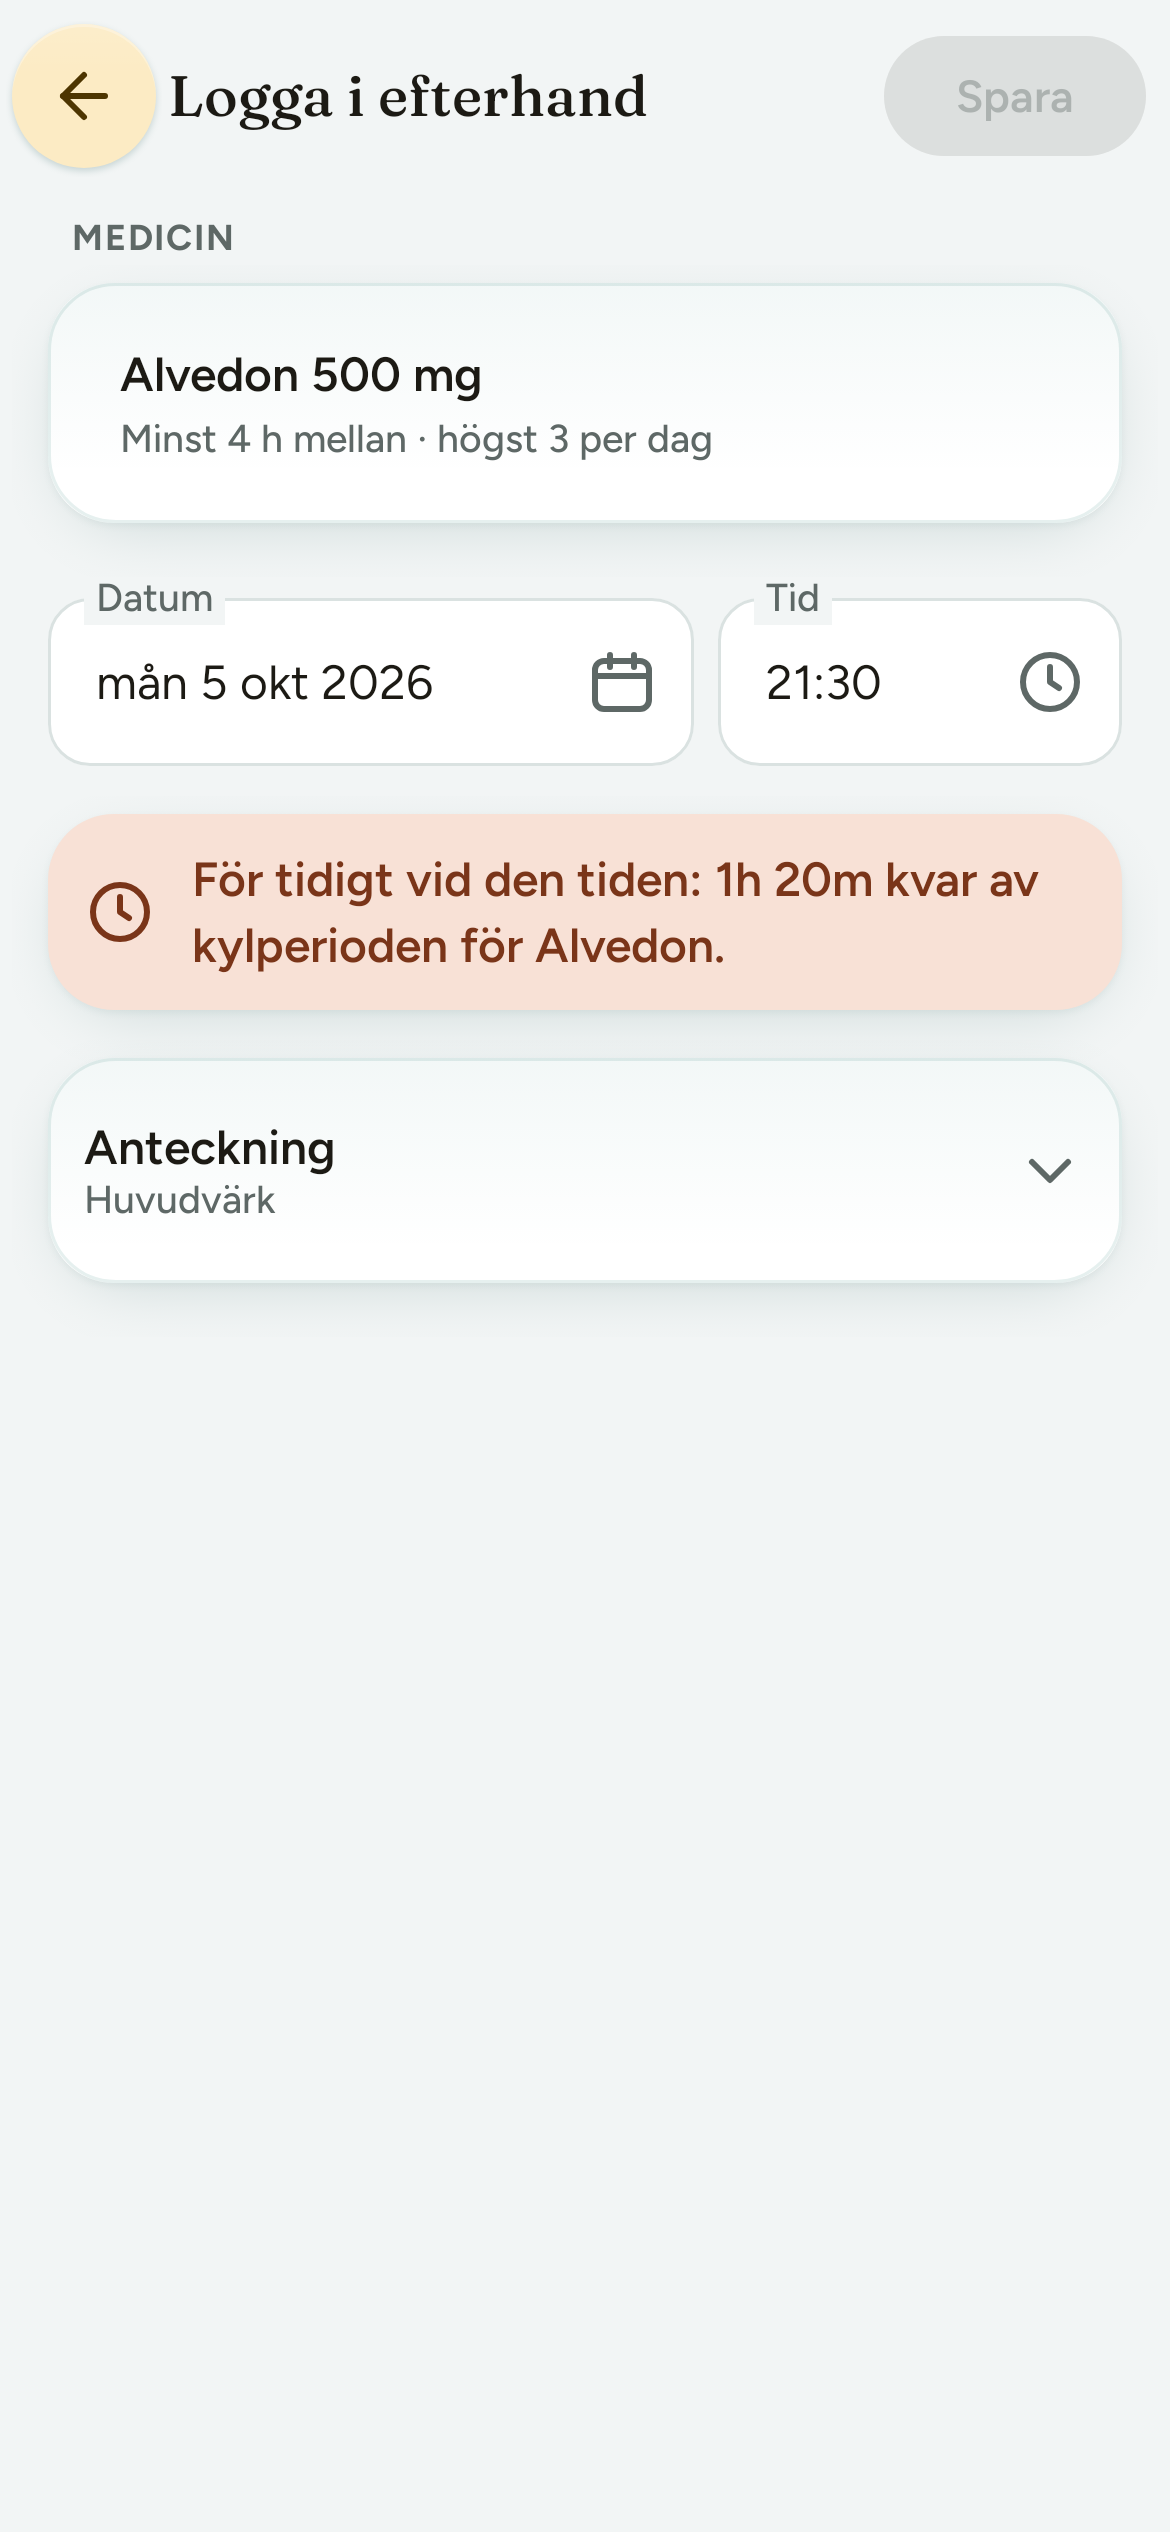 Logga i efterhand
Spara
MEDICIN
Alvedon 500 mg
Minst 4 h mellan · högst 3 per dag
Datum
mån 5 okt 2026
Tid
21:30
För tidigt vid den tiden: 1h 20m kvar av
kylperioden för Alvedon.
Anteckning
Huvudvärk